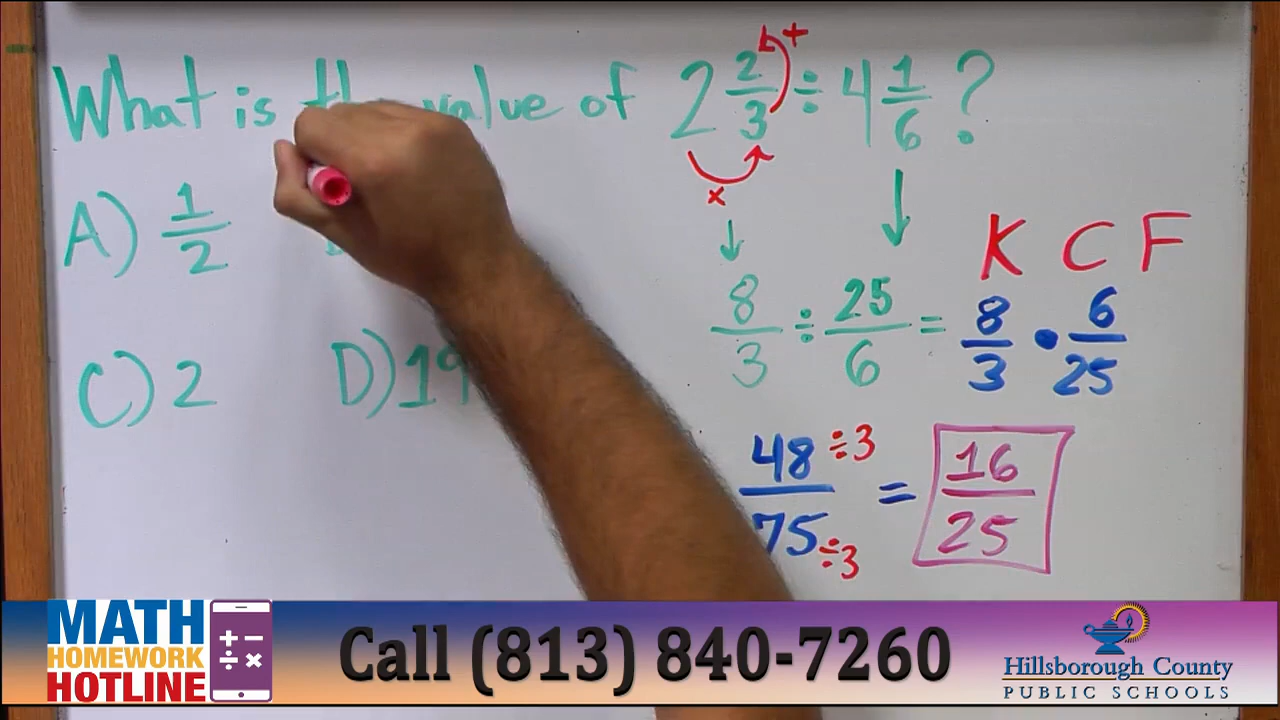 What is the value of 2 2/3 ÷ 4 1/6 ?
+
x
A) 1/2
C) 2
D) 19
8/3 ÷ 25/6 = 8/3 • 6/25
K C F
48/75 ÷3 ÷3 = 16/25
MATH
HOMEWORK
HOTLINE
+ −
÷ ×
Call (813) 840-7260
Hillsborough County
PUBLIC SCHOOLS